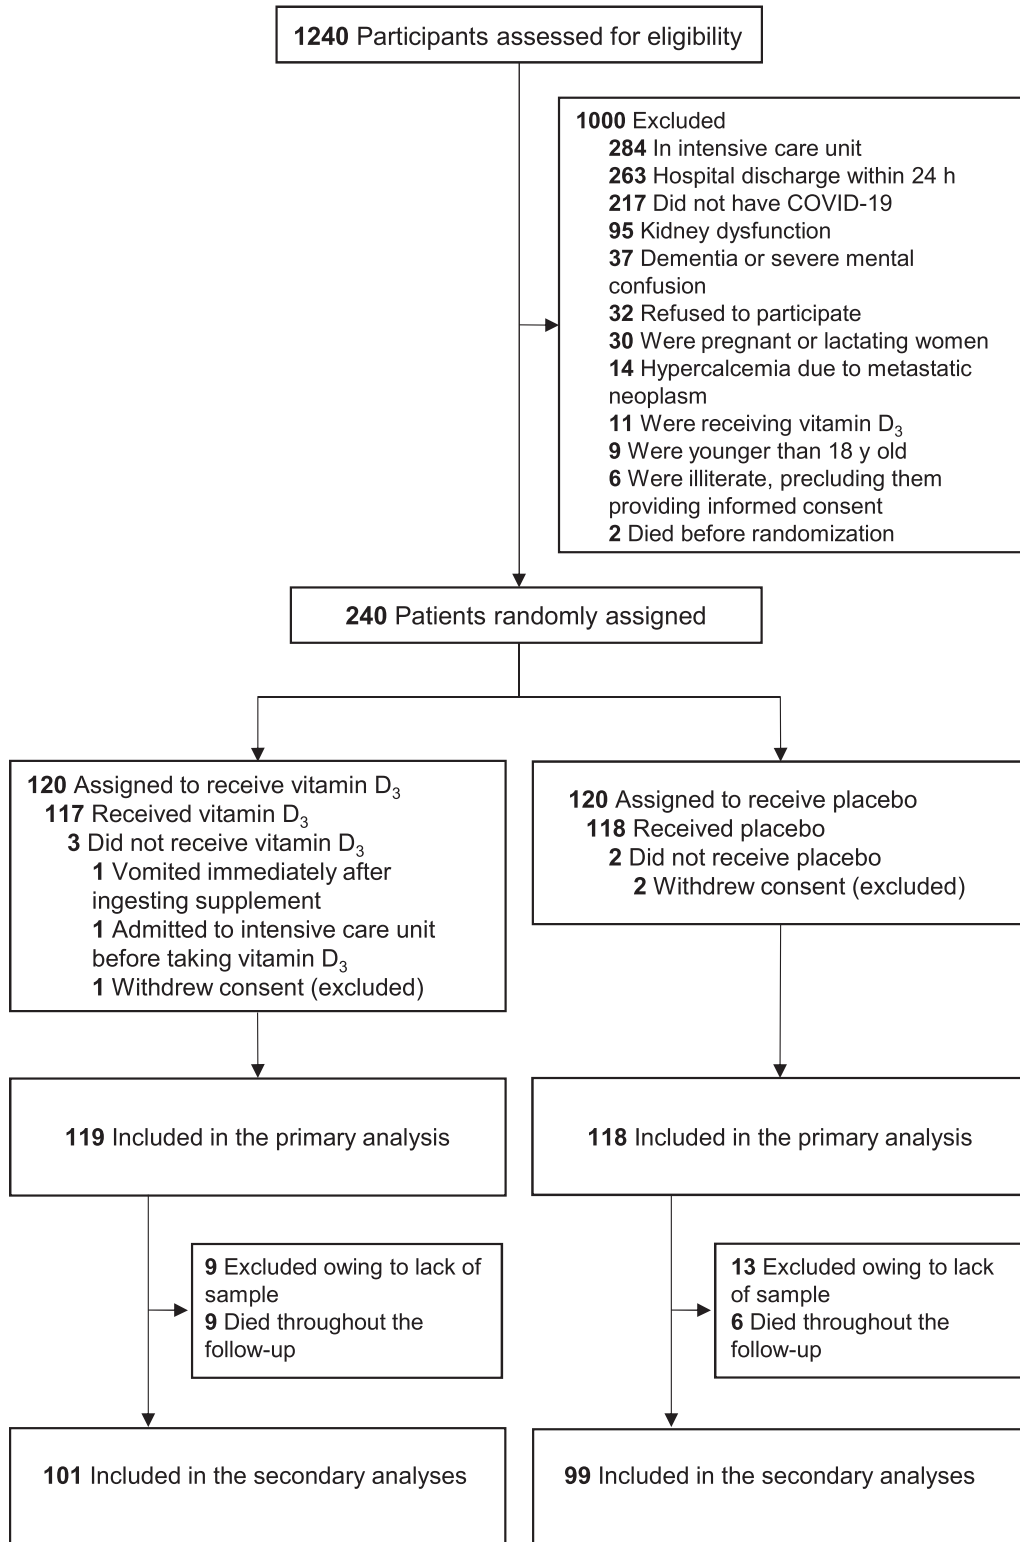 1240 Participants assessed for eligibility
1000 Excluded
284 In intensive care unit
263 Hospital discharge within 24 h
217 Did not have COVID-19
95 Kidney dysfunction
37 Dementia or severe mental
confusion
32 Refused to participate
30 Were pregnant or lactating women
14 Hypercalcemia due to metastatic
neoplasm
11 Were receiving vitamin D₃
9 Were younger than 18 y old
6 Were illiterate, precluding them
providing informed consent
2 Died before randomization
240 Patients randomly assigned
120 Assigned to receive vitamin D₃
117 Received vitamin D₃
3 Did not receive vitamin D₃
1 Vomited immediately after
ingesting supplement
1 Admitted to intensive care unit
before taking vitamin D₃
1 Withdrew consent (excluded)
120 Assigned to receive placebo
118 Received placebo
2 Did not receive placebo
2 Withdrew consent (excluded)
119 Included in the primary analysis
118 Included in the primary analysis
9 Excluded owing to lack of
sample
9 Died throughout the
follow-up
13 Excluded owing to lack
of sample
6 Died throughout the
follow-up
101 Included in the secondary analyses
99 Included in the secondary analyses